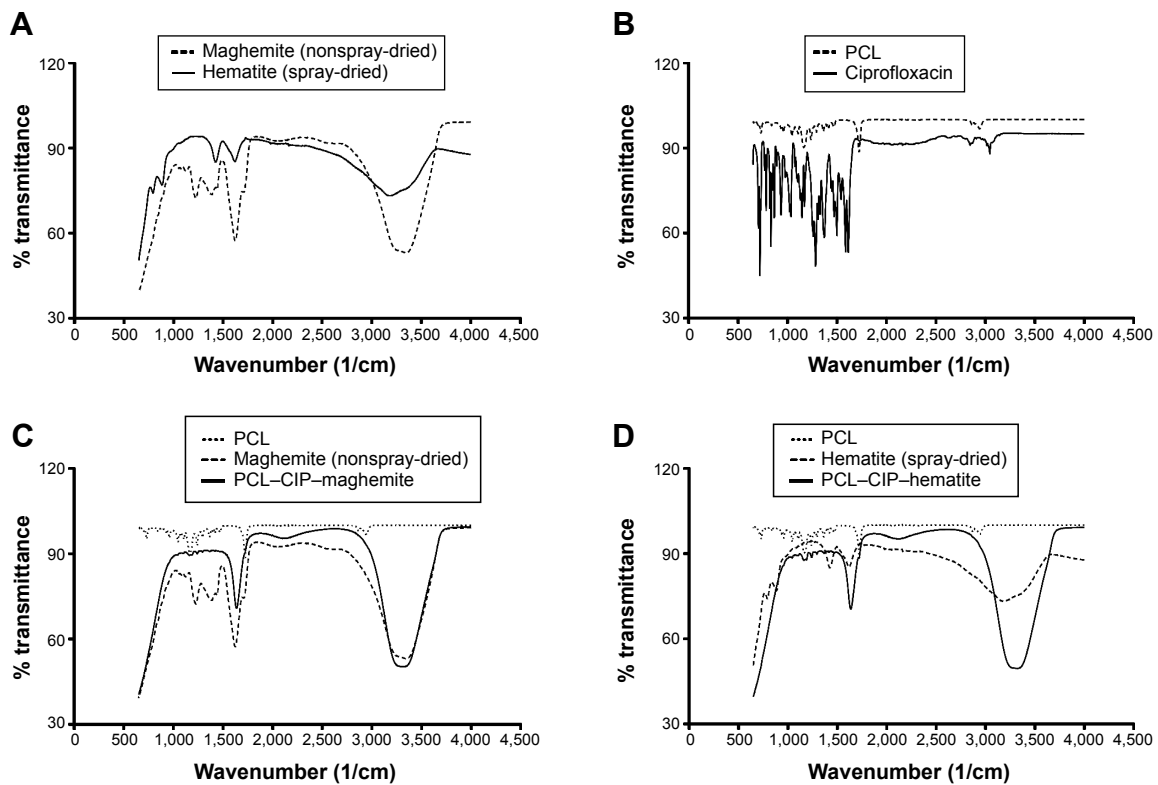 A
Maghemite (nonspray-dried)
Hematite (spray-dried)
% transmittance
120
90
60
30
0 500 1,000 1,500 2,000 2,500 3,000 3,500 4,000 4,500
Wavenumber (1/cm)
B
PCL
Ciprofloxacin
% transmittance
120
90
60
30
0 500 1,000 1,500 2,000 2,500 3,000 3,500 4,000 4,500
Wavenumber (1/cm)
C
PCL
Maghemite (nonspray-dried)
PCL–CIP–maghemite
% transmittance
120
90
60
30
0 500 1,000 1,500 2,000 2,500 3,000 3,500 4,000 4,500
Wavenumber (1/cm)
D
PCL
Hematite (spray-dried)
PCL–CIP–hematite
% transmittance
120
90
60
30
0 500 1,000 1,500 2,000 2,500 3,000 3,500 4,000 4,500
Wavenumber (1/cm)